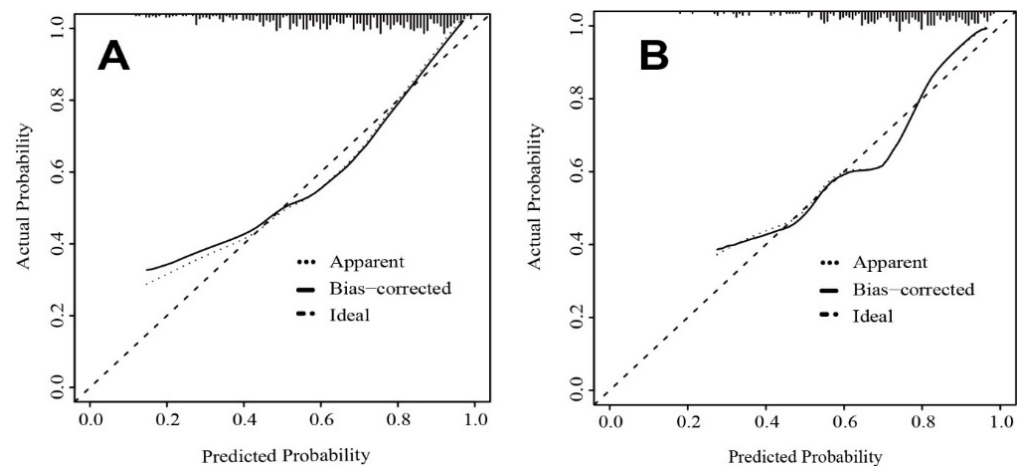 A
Actual Probability
1.0
0.8
0.6
0.4
0.2
0.0
Apparent
Bias-corrected
Ideal
0.0 0.2 0.4 0.6 0.8 1.0
Predicted Probability
B
Actual Probability
1.0
0.8
0.6
0.4
0.2
0.0
Apparent
Bias-corrected
Ideal
0.0 0.2 0.4 0.6 0.8 1.0
Predicted Probability